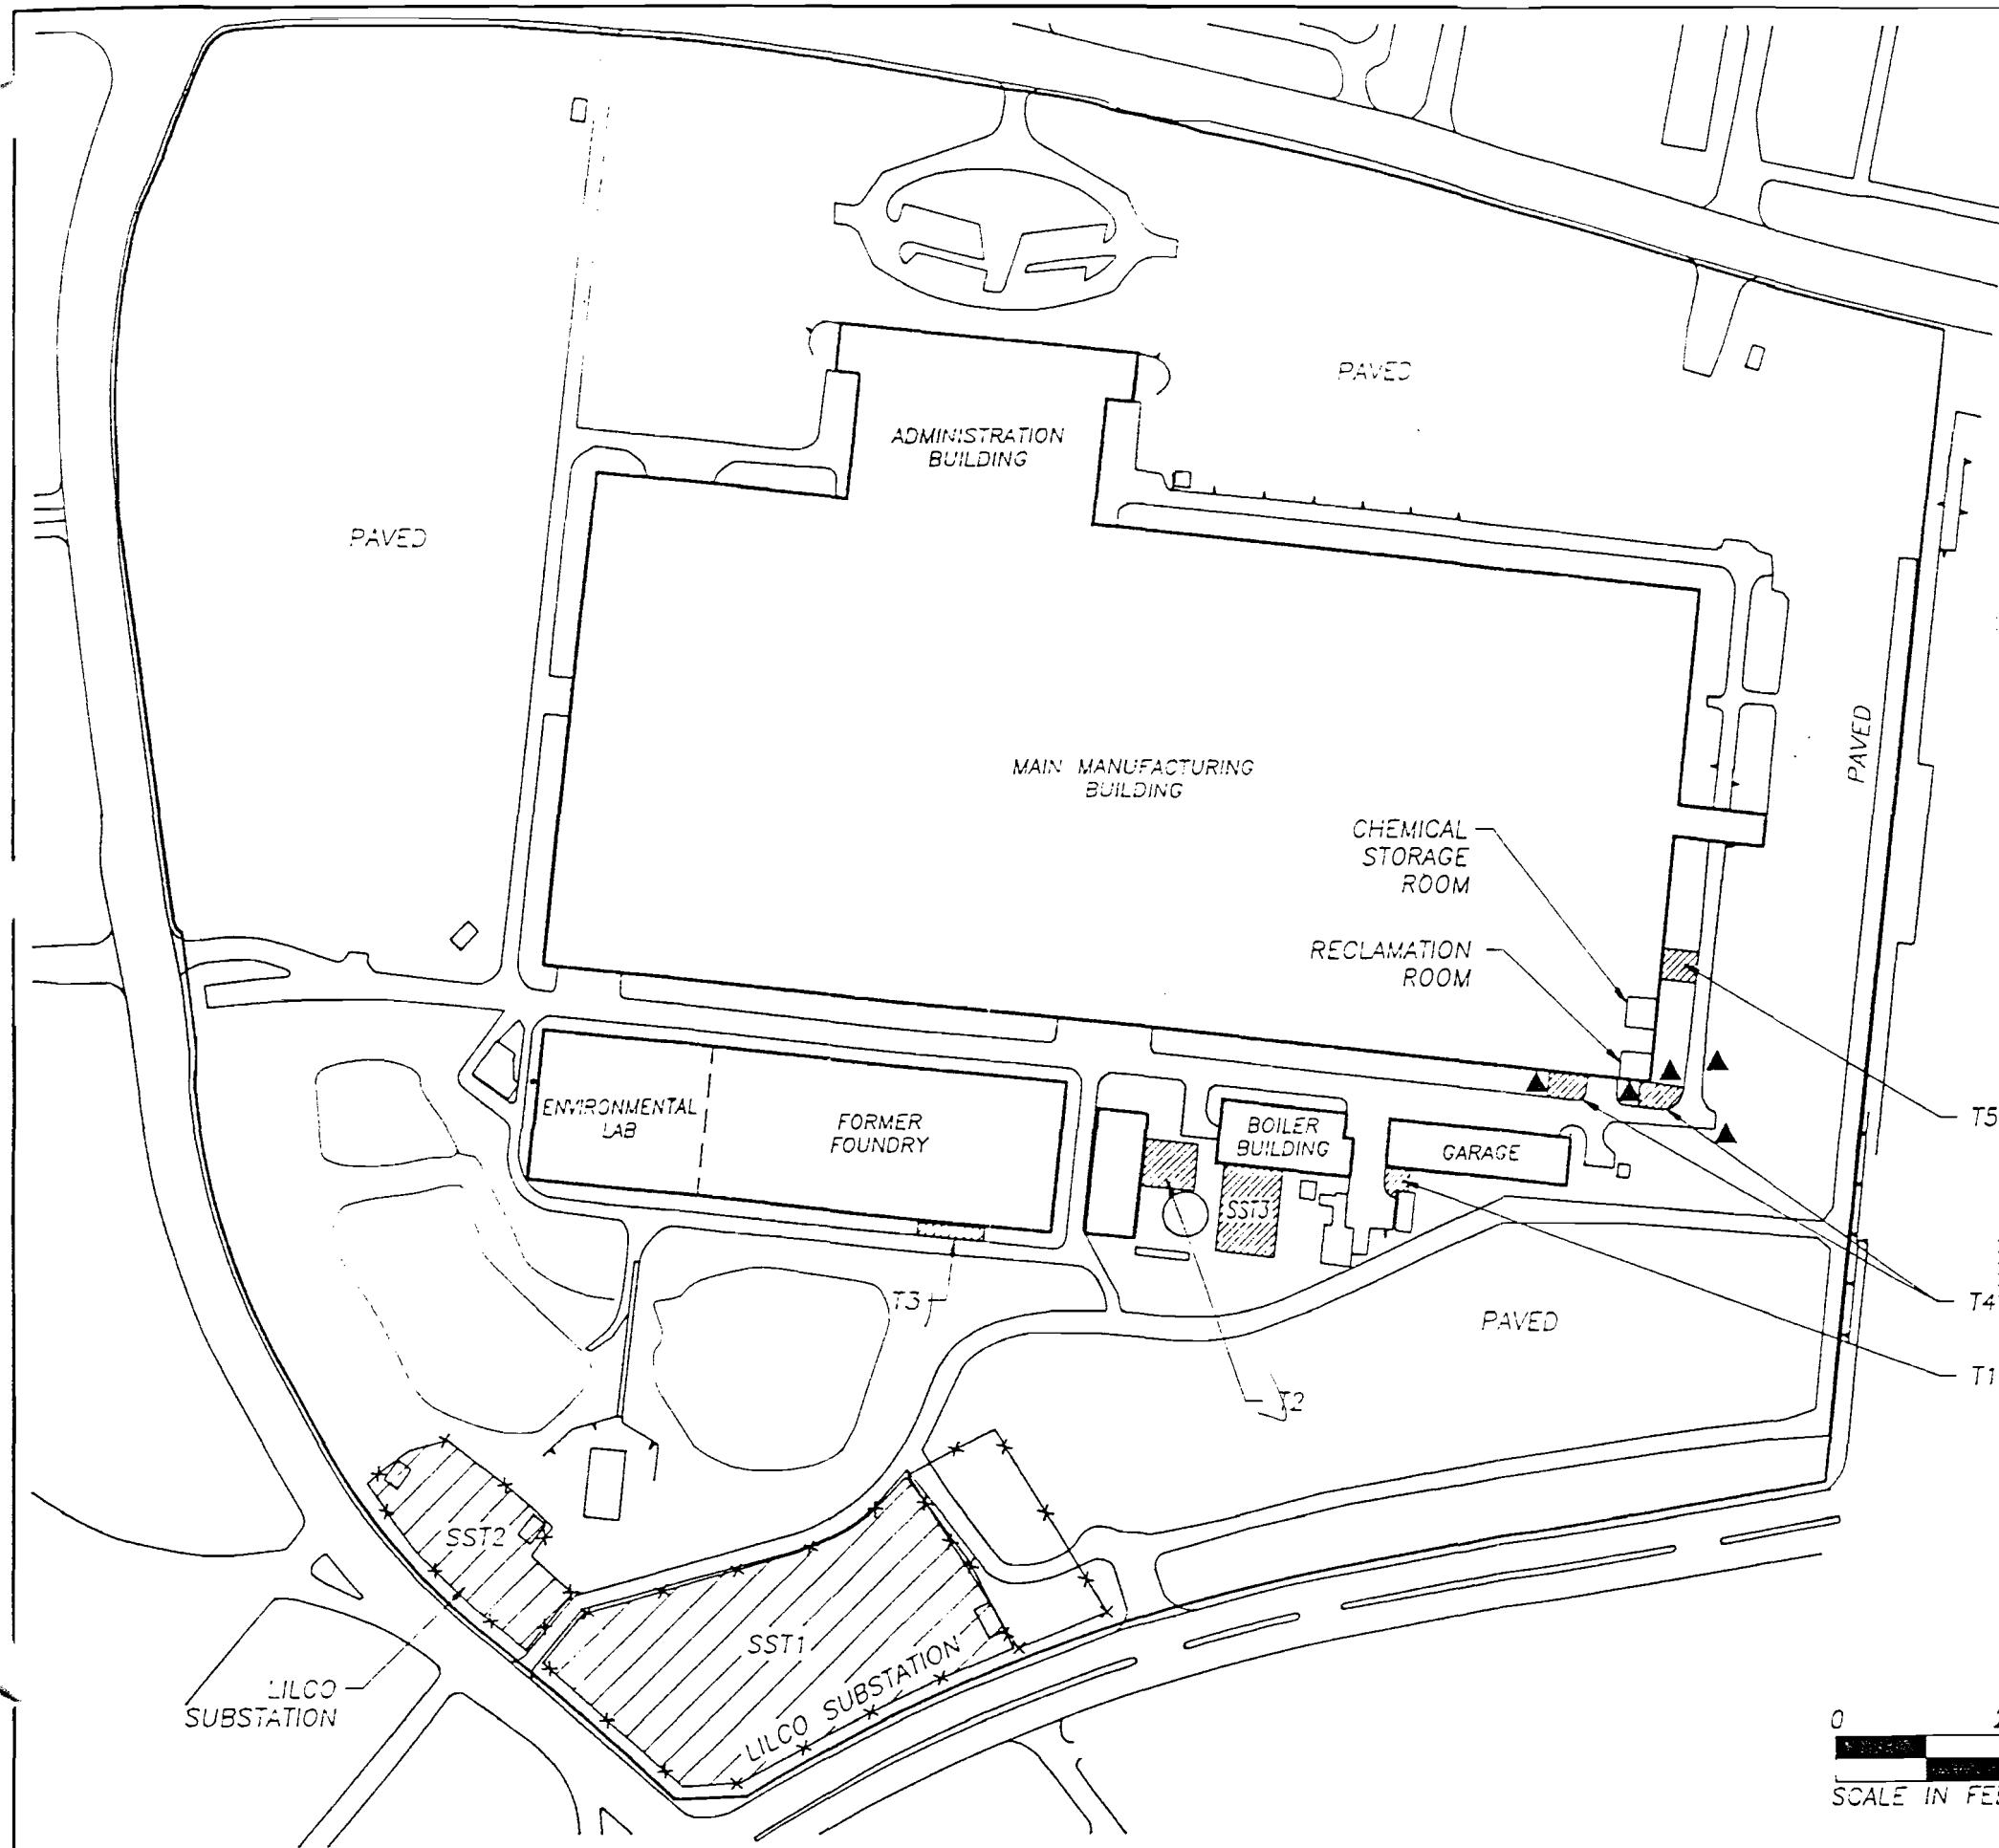 PAVED
ADMINISTRATION
BUILDING
PAVED
MAIN MANUFACTURING
BUILDING
PAVED
CHEMICAL
STORAGE
ROOM
RECLAMATION
ROOM
ENVIRONMENTAL
LAB
FORMER
FOUNDRY
BOILER
BUILDING
GARAGE
T5
SST3
T3
T4
PAVED
T1
T2
SST2
SST1
LILCO
SUBSTATION
LILCO SUBSTATION
0
SCALE IN